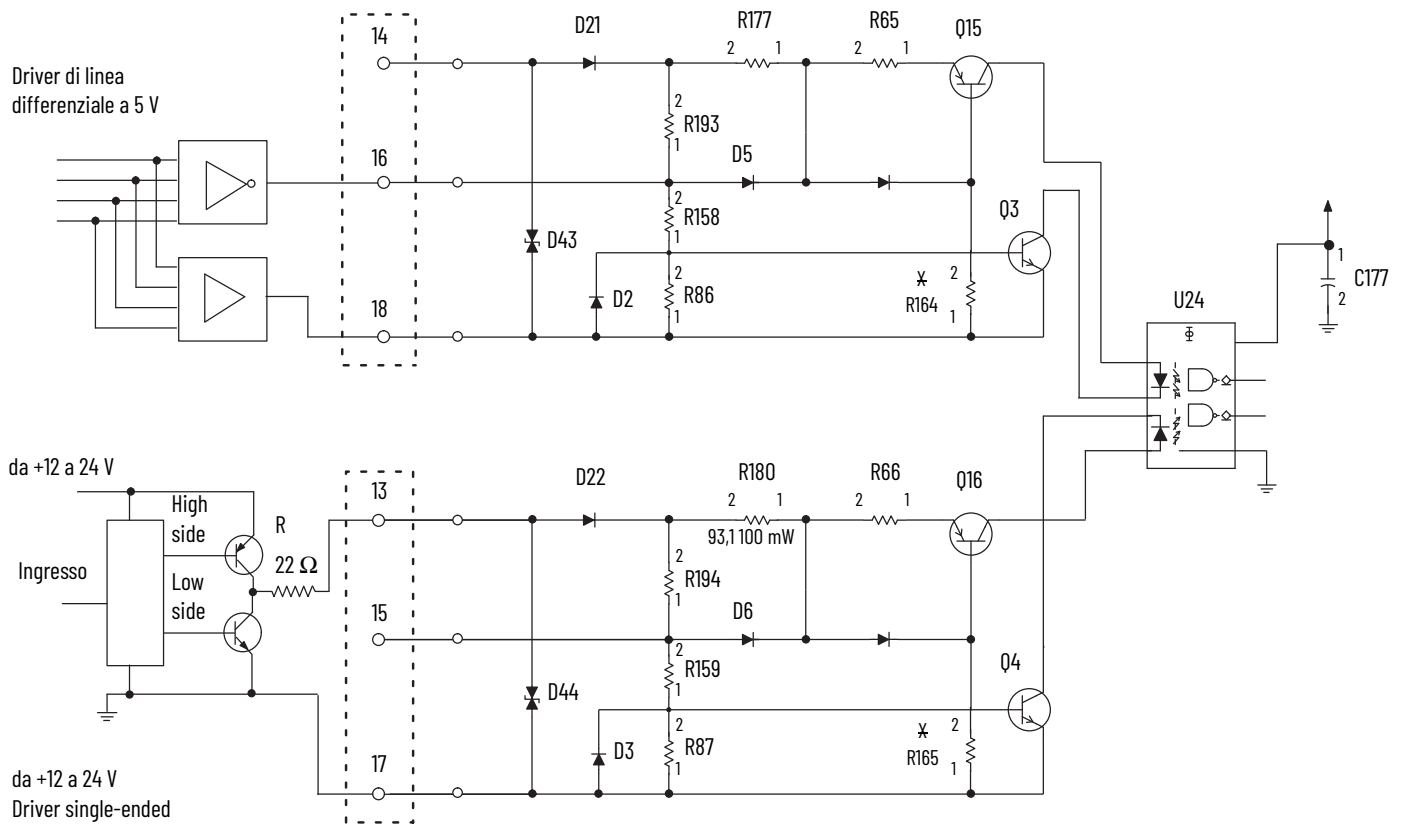 Driver di linea
differenziale a 5 V
14
16
18
D21
R177
2 1
R65
2 1
Q15
2
R193
1
D5
2
R158
1
D43
Q3
D2
2
R86
1
R164
2
1
U24
Φ
1
C177
2
da +12 a 24 V
High
side
Low
side
Ingresso
R
22 Ω
13
15
17
D22
R180
2 1
93,1 100 mW
R66
2 1
Q16
2
R194
1
D6
2
R159
1
D44
Q4
D3
2
R87
1
R165
2
1
da +12 a 24 V
Driver single-ended